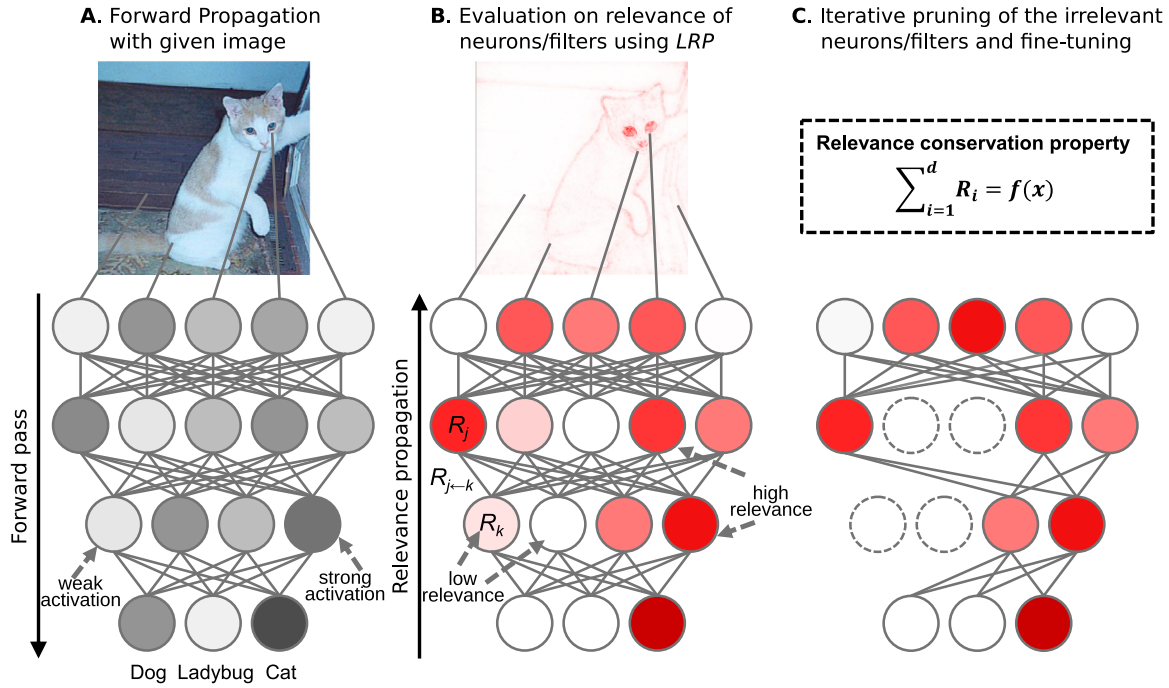 A. Forward Propagation
with given image
B. Evaluation on relevance of
neurons/filters using LRP
C. Iterative pruning of the irrelevant
neurons/filters and fine-tuning
Relevance conservation property
∑_{i=1}^{d} R_i = f(x)
Forward pass
weak
activation
strong
activation
Dog Ladybug Cat
Relevance propagation
R_j
R_{j←k}
R_k
high
relevance
low
relevance